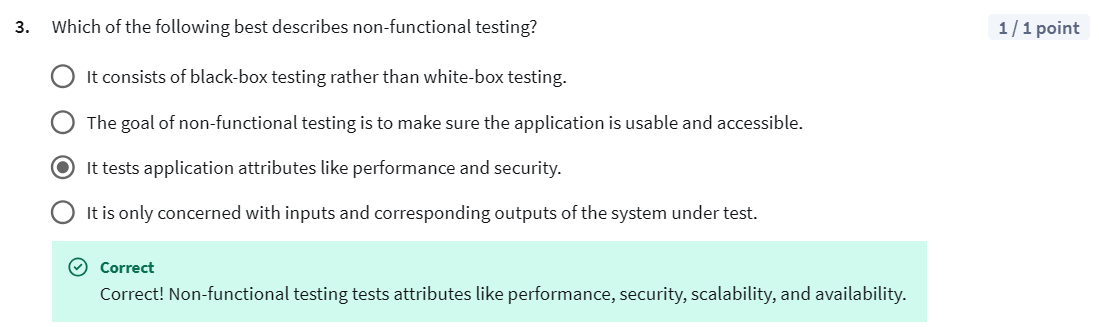 3. Which of the following best describes non-functional testing?
1 / 1 point
It consists of black-box testing rather than white-box testing.
The goal of non-functional testing is to make sure the application is usable and accessible.
It tests application attributes like performance and security.
It is only concerned with inputs and corresponding outputs of the system under test.
Correct
Correct! Non-functional testing tests attributes like performance, security, scalability, and availability.